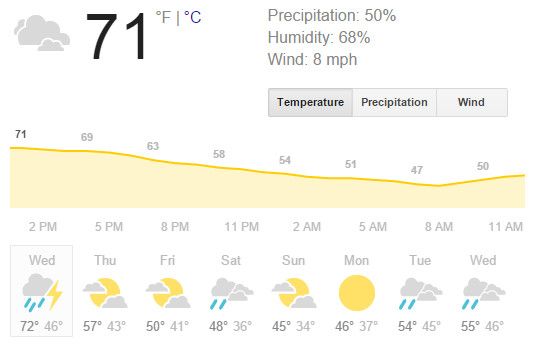 71 °F | °C
Precipitation: 50%
Humidity: 68%
Wind: 8 mph
Temperature Precipitation Wind
71 69 63 58 54 51 47 50
2 PM 5 PM 8 PM 11 PM 2 AM 5 AM 8 AM 11 AM
Wed Thu Fri Sat Sun Mon Tue Wed
72° 46° 57° 43° 50° 41° 48° 36° 45° 34° 46° 37° 54° 45° 55° 46°